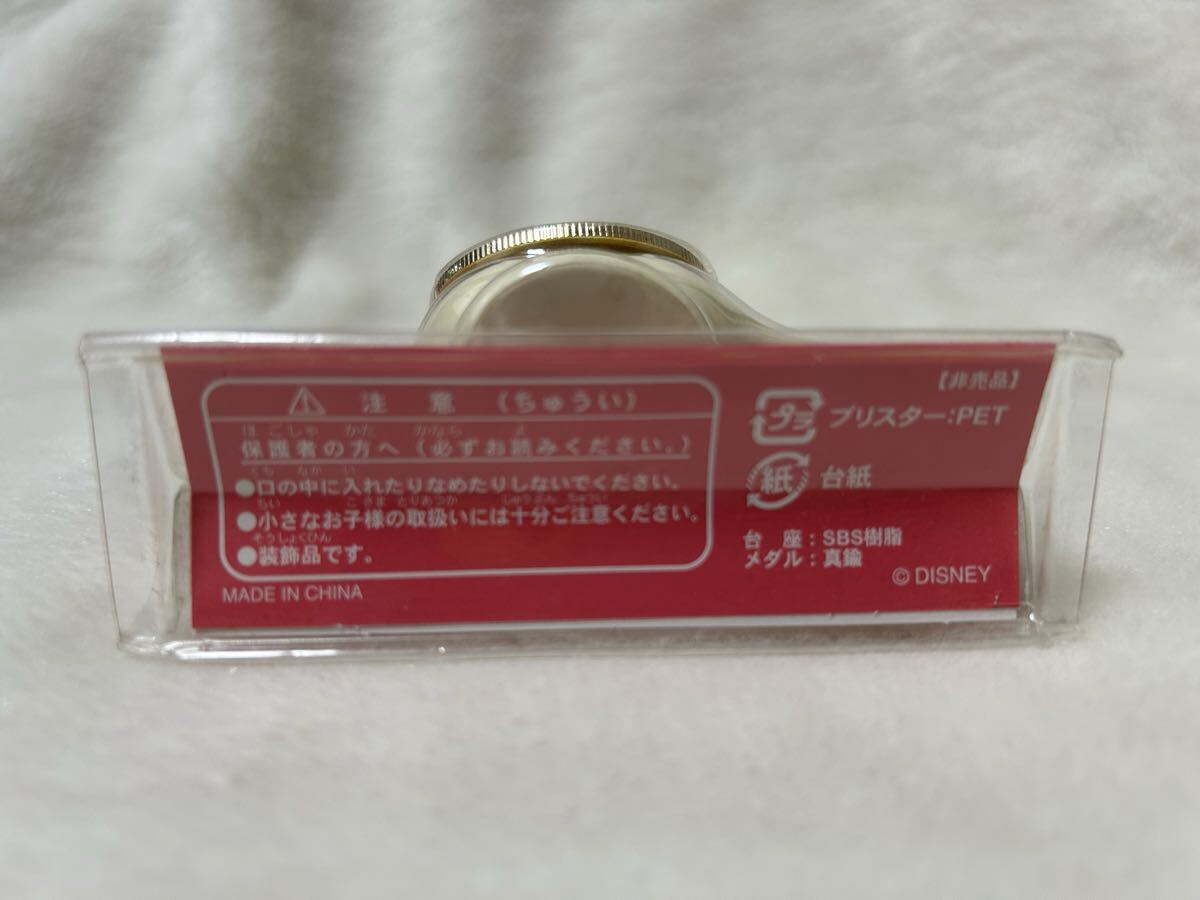 注意（ちゅうい）
ほごしゃ かた かなら よ
保護者の方へ（必ずお読みください。）
くち なか い
●口の中に入れたりなめたりしないでください。
ちい こさま とりあつか じゅうぶん ちゅうい
●小さなお子様の取扱いには十分ご注意ください。
そうしょくひん
●装飾品です。
MADE IN CHINA
【非売品】
プラ ブリスター：PET
紙 台紙
台 座：SBS樹脂
メダル：真鍮
© DISNEY